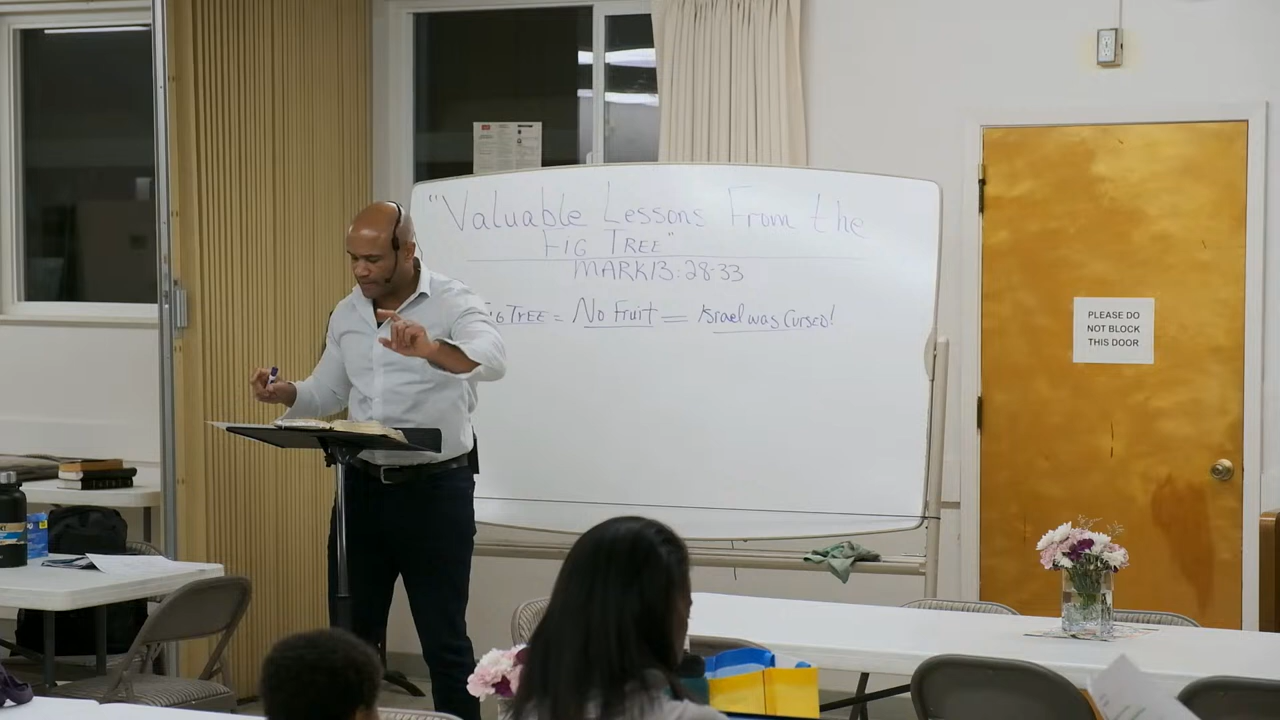 "Valuable Lessons From the
FIG TREE"
MARK 13:28-33
FIG TREE = No Fruit = Israel was Cursed!
PLEASE DO
NOT BLOCK
THIS DOOR